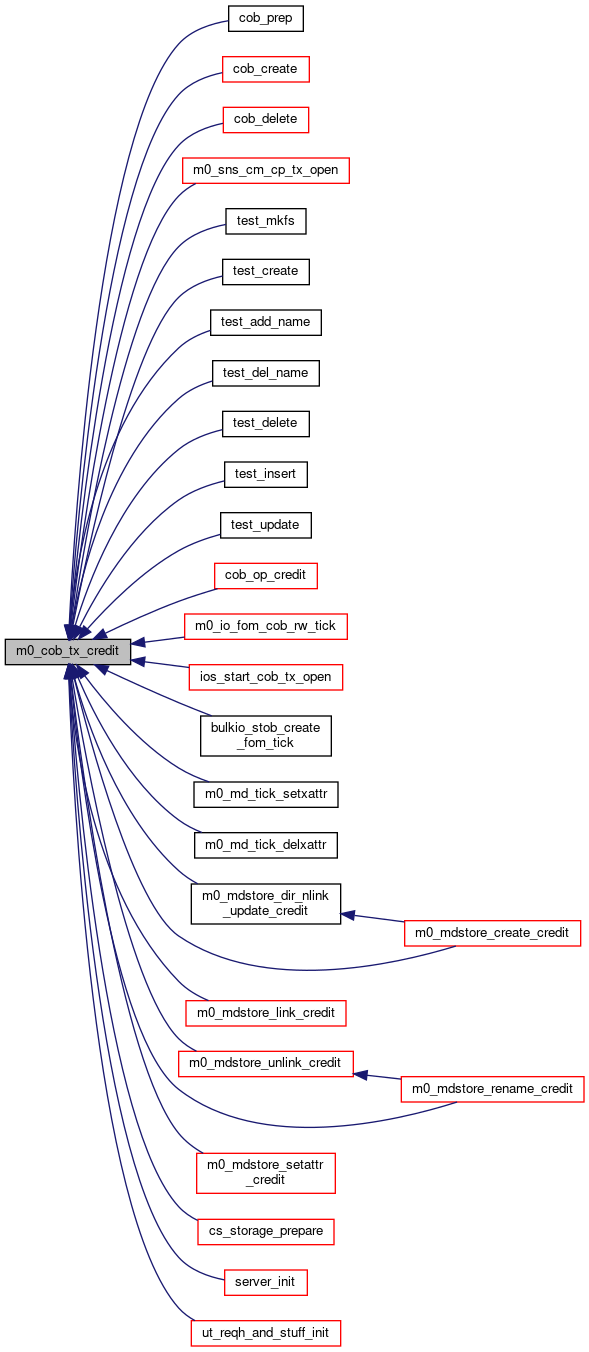 cob_prep
cob_create
cob_delete
m0_sns_cm_cp_tx_open
test_mkfs
test_create
test_add_name
test_del_name
test_delete
test_insert
test_update
cob_op_credit
m0_io_fom_cob_rw_tick
m0_cob_tx_credit
ios_start_cob_tx_open
bulkio_stob_create
_fom_tick
m0_md_tick_setxattr
m0_md_tick_delxattr
m0_mdstore_dir_nlink
_update_credit
m0_mdstore_create_credit
m0_mdstore_link_credit
m0_mdstore_unlink_credit
m0_mdstore_rename_credit
m0_mdstore_setattr
_credit
cs_storage_prepare
server_init
ut_reqh_and_stuff_init